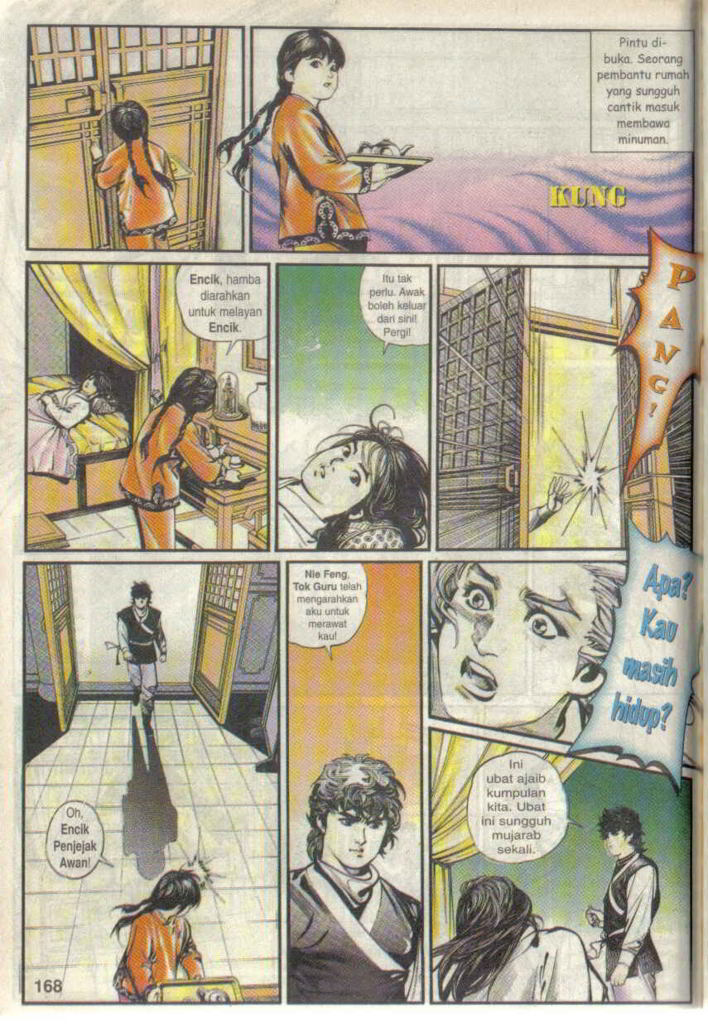 Pintu di-
buka. Seorang
pembantu rumah
yang sungguh
cantik masuk
membawa
minuman.
KUNG
Encik, hamba
diarahkan
untuk melayan
Encik.
Itu tak
perlu. Awak
boleh keluar
dari sini!
Pergi!
PANG!
Oh,
Encik
Penjejak
Awan!
Nie Feng,
Tok Guru telah
mengarahkan
aku untuk
merawat
kau!
Apa?
Kau
masih
hidup?
Ini
ubat ajaib
kumpulan
kita. Ubat
ini sungguh
mujarab
sekali.
168